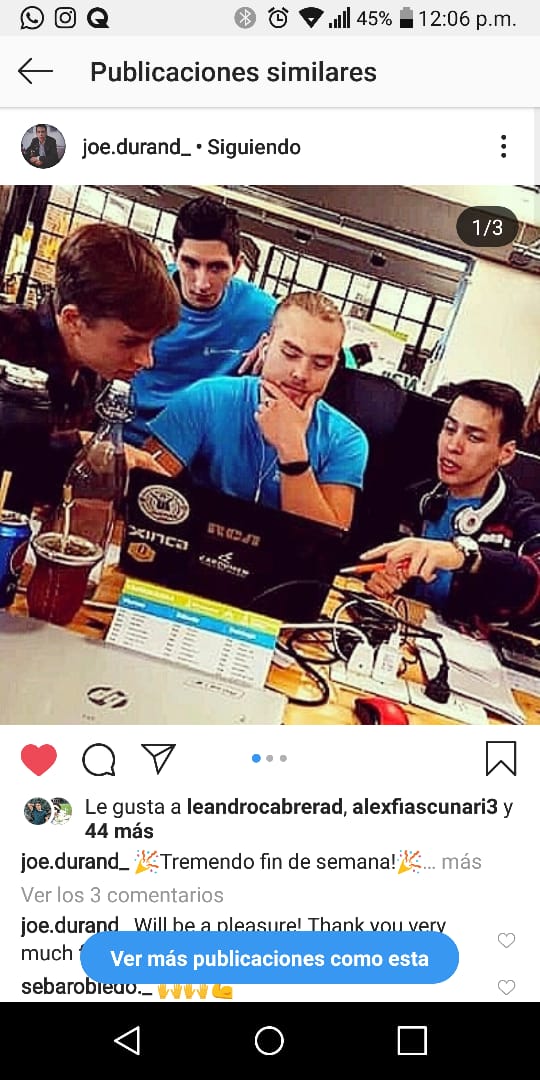 45% 12:06 p.m.
Publicaciones similares
joe.durand_ • Siguiendo
1/3
XINCA
hp
Le gusta a leandrocabrerad, alexfiascunari3 y
44 más
joe.durand_ 🎉Tremendo fin de semana!🎉... más
Ver los 3 comentarios
joe.durand_ Will be a pleasure! Thank you very
much
Ver más publicaciones como esta
sebarobledo._ 🙌🙌💪